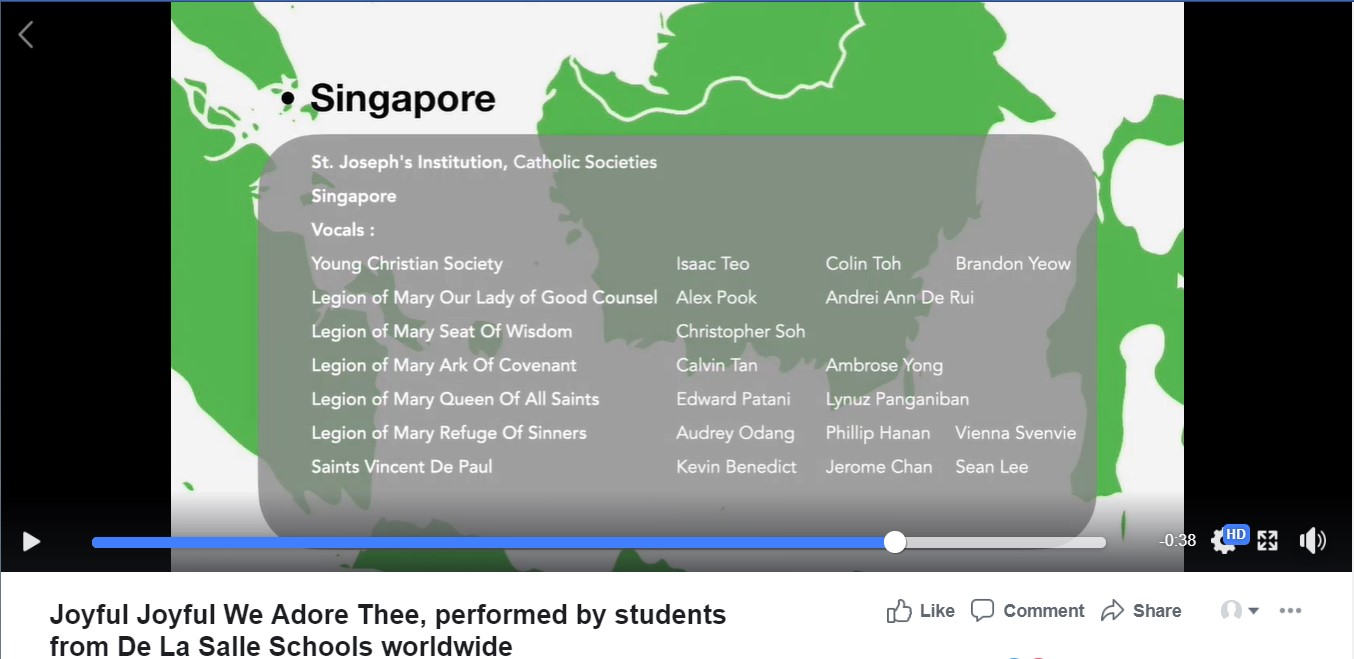 • Singapore
St. Joseph's Institution, Catholic Societies
Singapore
Vocals :
Young Christian Society Isaac Teo Colin Toh Brandon Yeow
Legion of Mary Our Lady of Good Counsel Alex Pook Andrei Ann De Rui
Legion of Mary Seat Of Wisdom Christopher Soh
Legion of Mary Ark Of Covenant Calvin Tan Ambrose Yong
Legion of Mary Queen Of All Saints Edward Patani Lynuz Panganiban
Legion of Mary Refuge Of Sinners Audrey Odang Phillip Hanan Vienna Svenvie
Saints Vincent De Paul Kevin Benedict Jerome Chan Sean Lee
-0:38 HD
Joyful Joyful We Adore Thee, performed by students
from De La Salle Schools worldwide
Like Comment Share